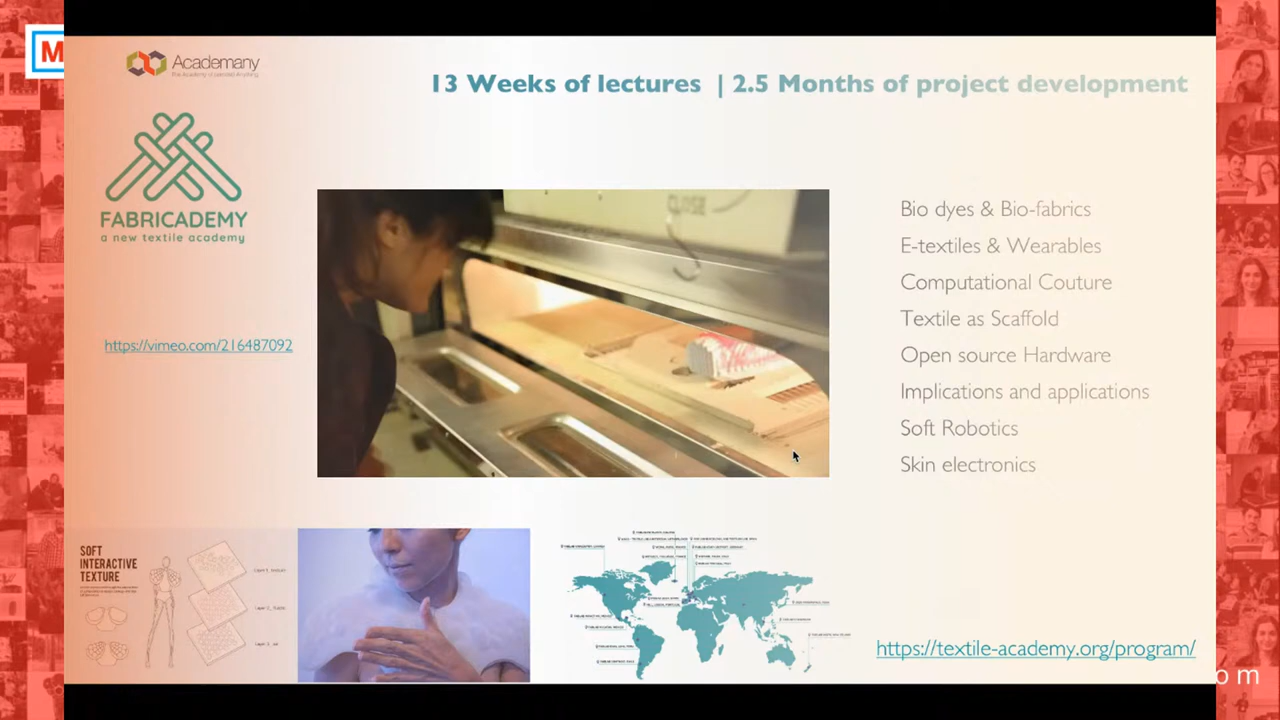 M
Academany
13 Weeks of lectures | 2.5 Months of project development
FABRICADEMY
a new textile academy
https://vimeo.com/216487092
CLOSE
Bio dyes & Bio-fabrics
E-textiles & Wearables
Computational Couture
Textile as Scaffold
Open source Hardware
Implications and applications
Soft Robotics
Skin electronics
SOFT
INTERACTIVE
TEXTURE
https://textile-academy.org/program/
om